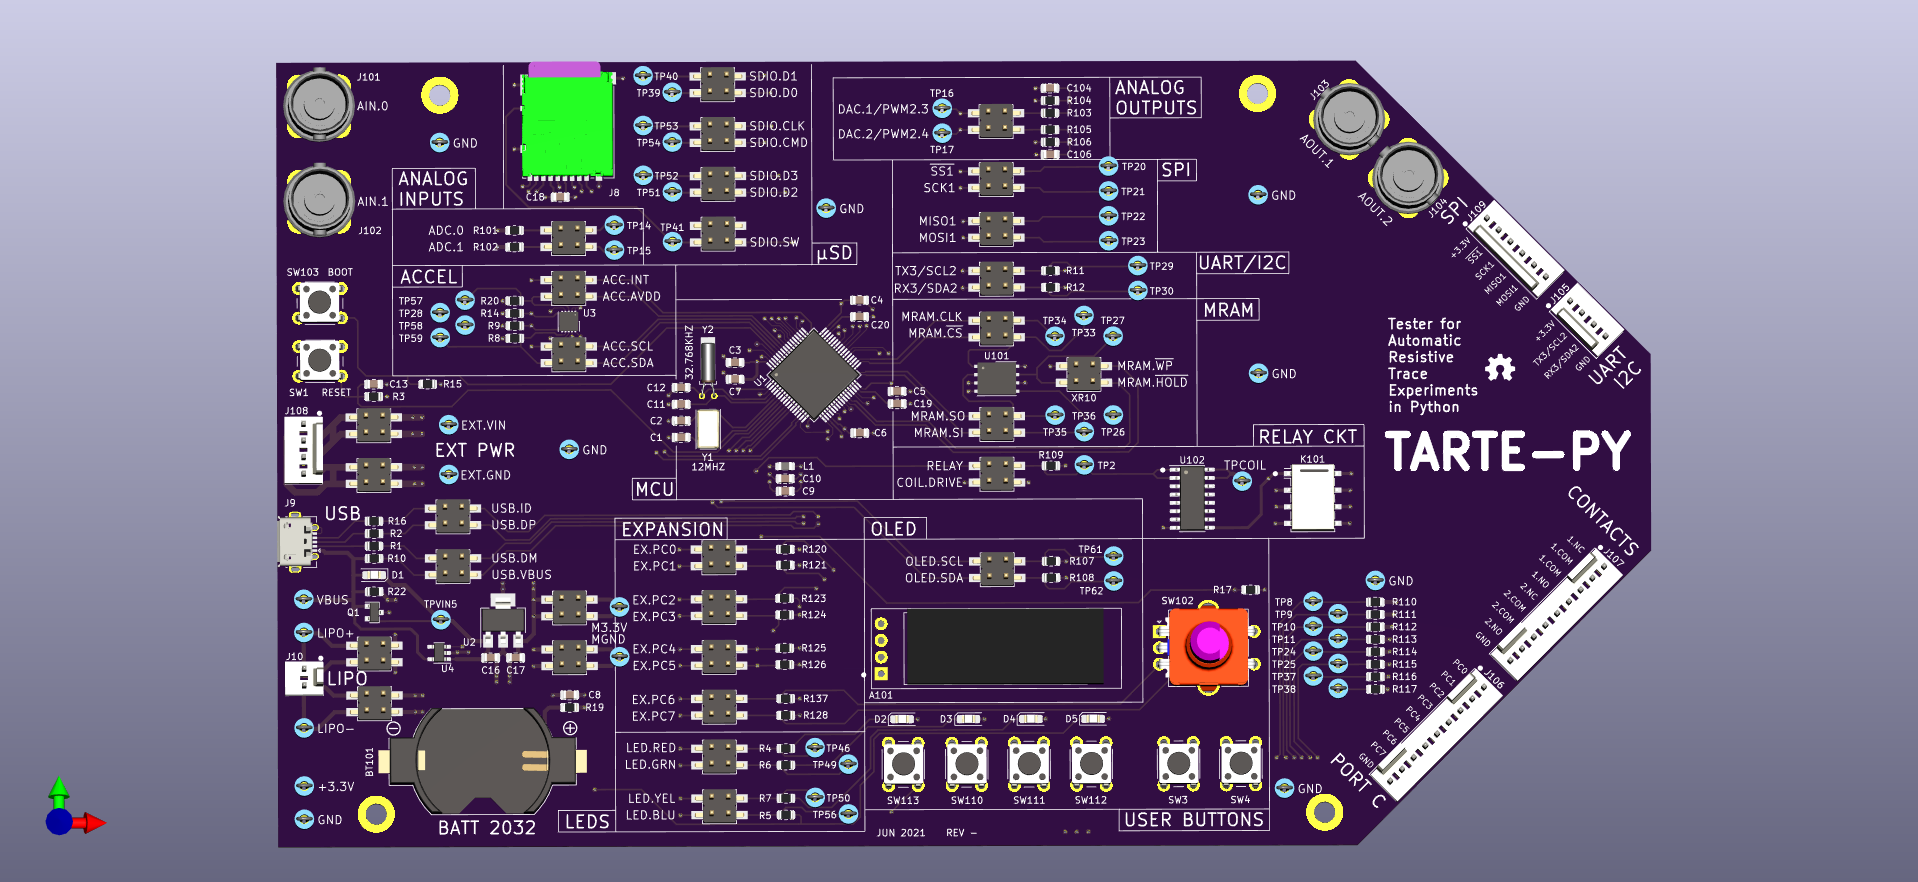 J101
AIN.0
GND
AIN.1
J102
ANALOG
INPUTS
ADC.0 R101
ADC.1 R102
TP14
TP15
C18
J8
TP40
TP39
SDIO.D1
SDIO.D0
TP53
TP54
SDIO.CLK
SDIO.CMD
TP52
TP51
SDIO.D3
SDIO.D2
TP41
SDIO.SW
µSD
GND
ANALOG
OUTPUTS
TP16
DAC.1/PWM2.3
DAC.2/PWM2.4
TP17
C104
R104
R103
R105
R106
C106
SPI
SS1
SCK1
MISO1
MOSI1
TP20
TP21
TP22
TP23
UART/I2C
TX3/SCL2
RX3/SDA2
R11
R12
TP29
TP30
MRAM
MRAM.CLK
MRAM.CS
TP34
TP33
TP27
U101
MRAM.WP
MRAM.HOLD
XR10
MRAM.SO
MRAM.SI
TP36
TP35
TP26
RELAY CKT
RELAY
COIL.DRIVE
R109
TP2
U102
TPCOIL
K101
J103
AOUT.1
J104
AOUT.2
GND
GND
SPI
J109
+3.3V
SS1
SCK1
MISO1
MOSI1
GND
J105
+3.3V
TX3/SCL2
RX3/SDA2
GND
UART
I2C
Tester for
Automatic
Resistive
Trace
Experiments
in Python
TARTE-PY
SW103 BOOT
SW1 RESET
ACCEL
TP57
TP28
TP58
TP59
R20
R14
R9
R8
ACC.INT
ACC.AVDD
U3
ACC.SCL
ACC.SDA
C13
R15
R3
J108
EXT.VIN
EXT PWR
EXT.GND
GND
32.768KHZ
Y2
C3
C7
U1
C4
C20
C12
C11
C2
C1
Y1
12MHZ
C5
C19
C6
L1
C10
C9
MCU
J9
USB
R16
R2
R1
R10
D1
R22
Q1
USB.ID
USB.DP
USB.DM
USB.VBUS
VBUS
TPVIN5
LIPO+
J10
LIPO
LIPO-
U2
U4
C16
C17
M3.3V
MGND
C8
R19
BT101
BATT 2032
+3.3V
GND
EXPANSION
EX.PC0
EX.PC1
R120
R121
EX.PC2
EX.PC3
R123
R124
EX.PC4
EX.PC5
R125
R126
EX.PC6
EX.PC7
R137
R128
LEDS
LED.RED
LED.GRN
R4
R6
TP46
TP49
LED.YEL
LED.BLU
R7
R5
TP50
TP56
OLED
OLED.SCL
OLED.SDA
R107
R108
TP61
TP62
A101
D2
D3
D4
D5
SW113
SW110
SW111
SW112
SW3
SW4
SW102
R17
USER BUTTONS
JUN 2021 REV -
GND
TP8
TP9
TP10
TP11
TP24
TP25
TP37
TP38
R110
R111
R112
R113
R114
R115
R116
R117
GND
CONTACTS
J107
1.NC
1.COM
1.COM
1.NO
2.NC
2.COM
2.COM
2.NO
GND
J106
PC0
PC1
PC2
PC3
PC4
PC5
PC6
PC7
GND
PORT C